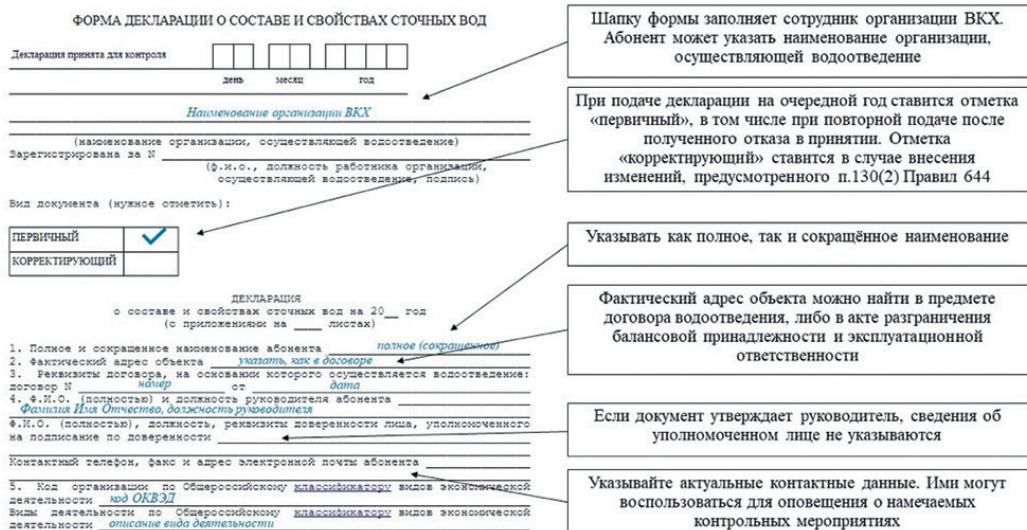 ФОРМА ДЕКЛАРАЦИИ О СОСТАВЕ И СВОЙСТВАХ СТОЧНЫХ ВОД
Декларация принята для контроля
день месяц год
Наименование организации ВКХ
(наименование организации, осуществляющей водоотведение)
Зарегистрирована за N
(ф.и.о., должность работника организации,
осуществляющей водоотведение, подпись)
Вид документа (нужное отметить):
ПЕРВИЧНЫЙ
КОРРЕКТИРУЮЩИЙ
ДЕКЛАРАЦИЯ
о составе и свойствах сточных вод на 20__ год
(с приложениями на ____ листах)
1. Полное и сокращенное наименование абонента полное (сокращенное)
2. Фактический адрес объекта указать, как в договоре
3. Реквизиты договора, на основании которого осуществляется водоотведение:
договор N номер от дата
4. Ф.И.О. (полностью) и должность руководителя абонента
Фамилия Имя Отчество, должность руководителя
Ф.И.О. (полностью), должность, реквизиты доверенности лица, уполномоченного
на подписание по доверенности
Контактный телефон, факс и адрес электронной почты абонента
5. Код организации по Общероссийскому классификатору видов экономической
деятельности код ОКВЭД
Виды деятельности по Общероссийскому классификатору видов экономической
деятельности описание вида деятельности
Шапку формы заполняет сотрудник организации ВКХ.
Абонент может указать наименование организации,
осуществляющей водоотведение
При подаче декларации на очередной год ставится отметка
«первичный», в том числе при повторной подаче после
полученного отказа в принятии. Отметка
«корректирующий» ставится в случае внесения
изменений, предусмотренного п.130(2) Правил 644
Указывать как полное, так и сокращённое наименование
Фактический адрес объекта можно найти в предмете
договора водоотведения, либо в акте разграничения
балансовой принадлежности и эксплуатационной
ответственности
Если документ утверждает руководитель, сведения об
уполномоченном лице не указываются
Указывайте актуальные контактные данные. Ими могут
воспользоваться для оповещения о намечаемых
контрольных мероприятиях